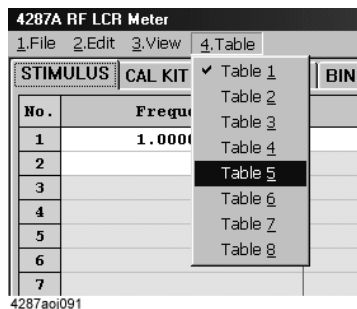 4287A RF LCR Meter
1.File 2.Edit 3.View 4.Table
STIMULUS CAL KIT BIN
✓ Table 1
Table 2
Table 3
Table 4
Table 5
Table 6
Table 7
Table 8
No. Frequ
1 1.0000
2
3
4
5
6
7
4287aoi091